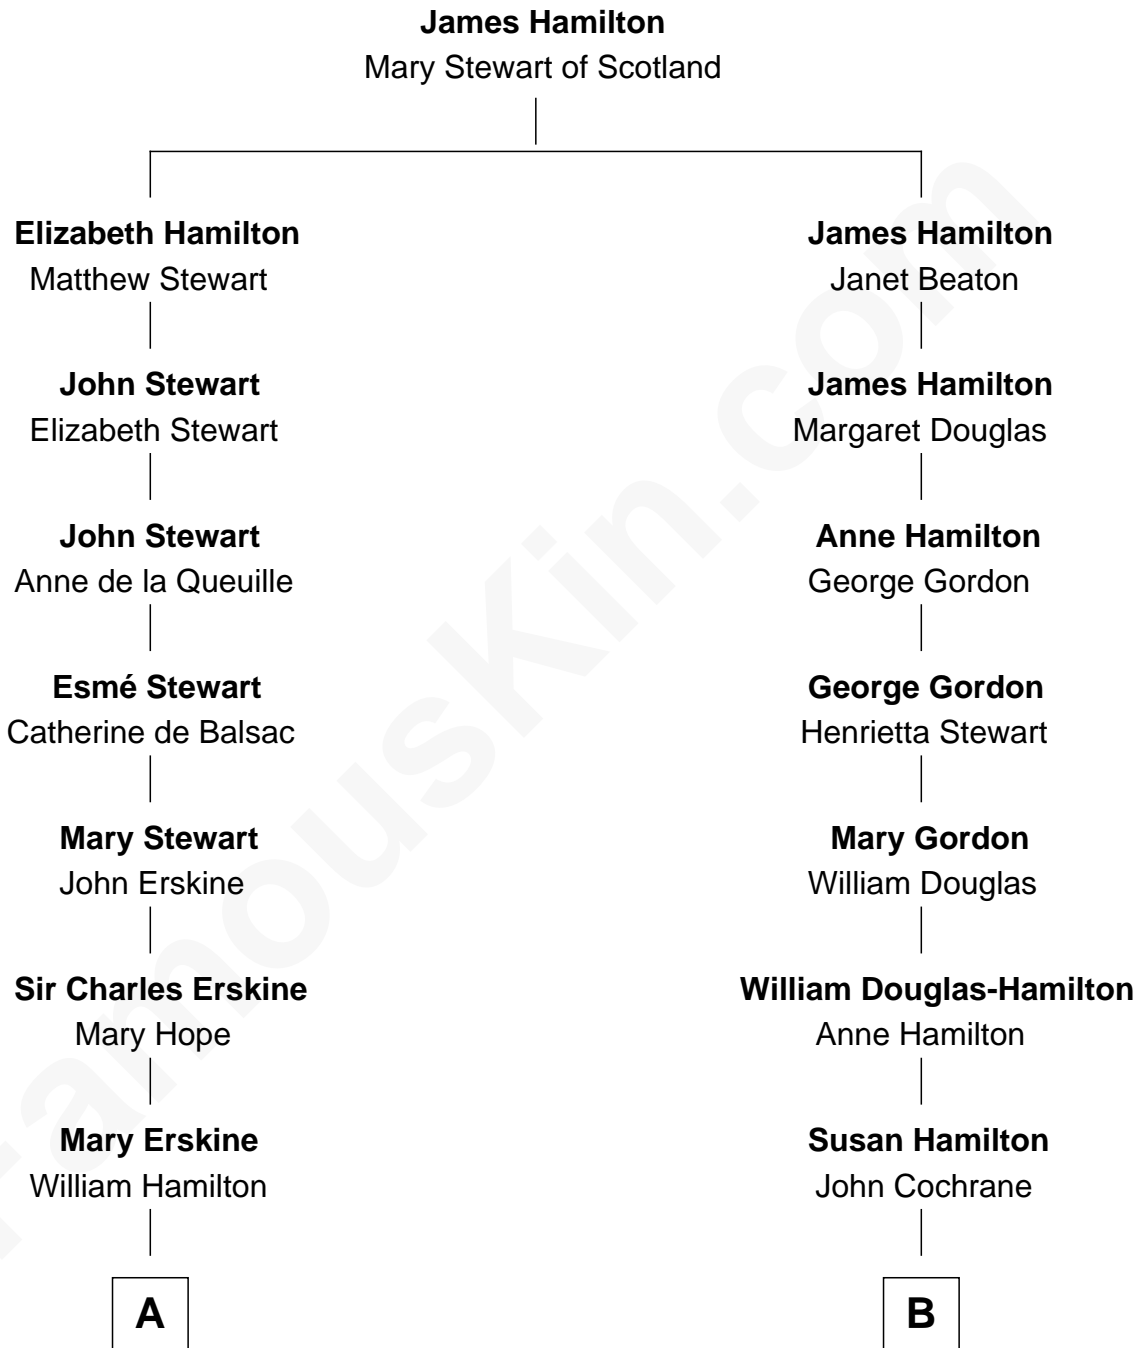 James Hamilton
Mary Stewart of Scotland
Elizabeth Hamilton
Matthew Stewart
James Hamilton
Janet Beaton
John Stewart
Elizabeth Stewart
James Hamilton
Margaret Douglas
John Stewart
Anne de la Queuille
Anne Hamilton
George Gordon
Esmé Stewart
Catherine de Balsac
George Gordon
Henrietta Stewart
Mary Stewart
John Erskine
Mary Gordon
William Douglas
Sir Charles Erskine
Mary Hope
William Douglas-Hamilton
Anne Hamilton
Mary Erskine
William Hamilton
Susan Hamilton
John Cochrane
A
B
FamousKin.com